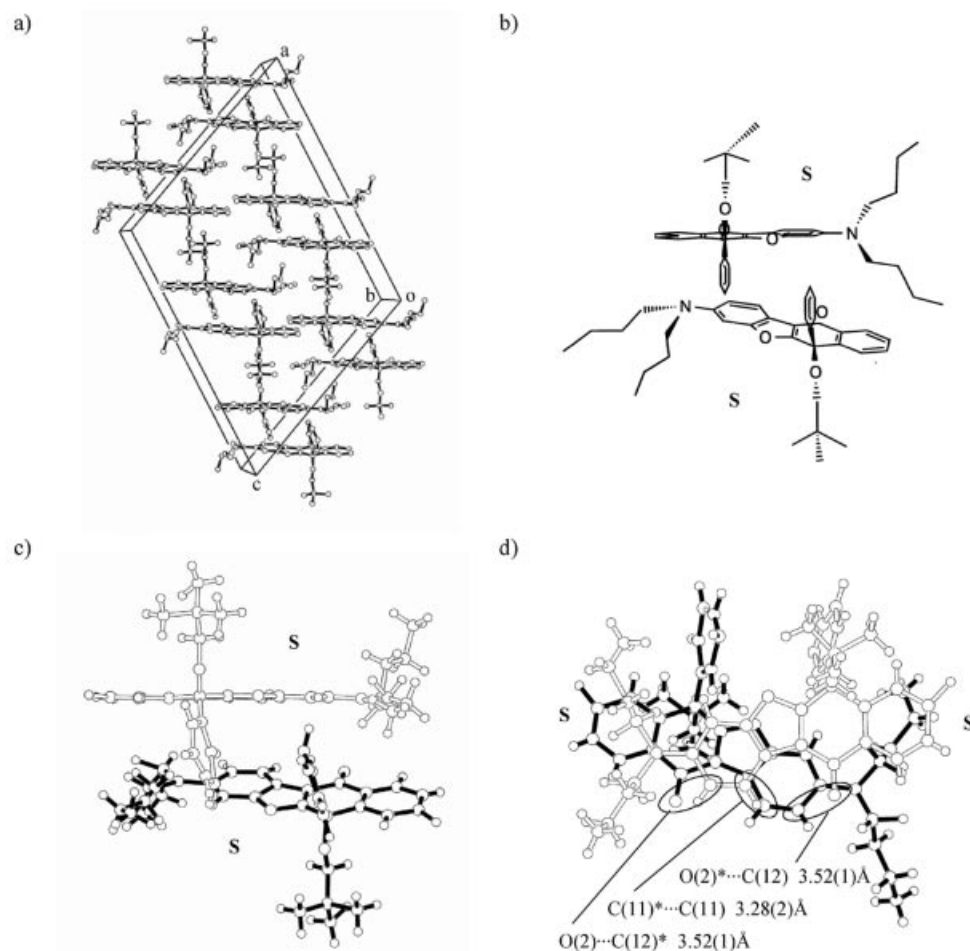 a)
a
b
o
c
b)
S
O
O
N
N
O
O
O
S
c)
S
S
d)
S
S
O(2)*···C(12) 3.52(1)Å
C(11)*···C(11) 3.28(2)Å
O(2)···C(12)* 3.52(1)Å